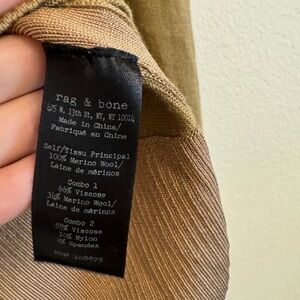 rag & bone
425 W. 13th St, NY, NY 10014
Made in China/
Fabriqué en Chine
Self/Tissu Principal
100% Merino Wool/
Laine de mérinos
Combo 1
66% Viscose
34% Merino Wool/
Laine de mérinos
Combo 2
88% Viscose
10% Nylon
2% Spandex